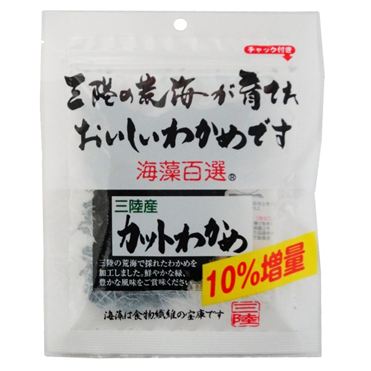 チャック付き
三陸の荒海が育てた
おいしいわかめです
海藻百選®
三陸産
カットわかめ
三陸の荒海で採れたわかめを
加工しました。鮮やかな緑、
豊かな風味をご賞味ください。
10%増量
海藻は食物繊維の宝庫です
三陸